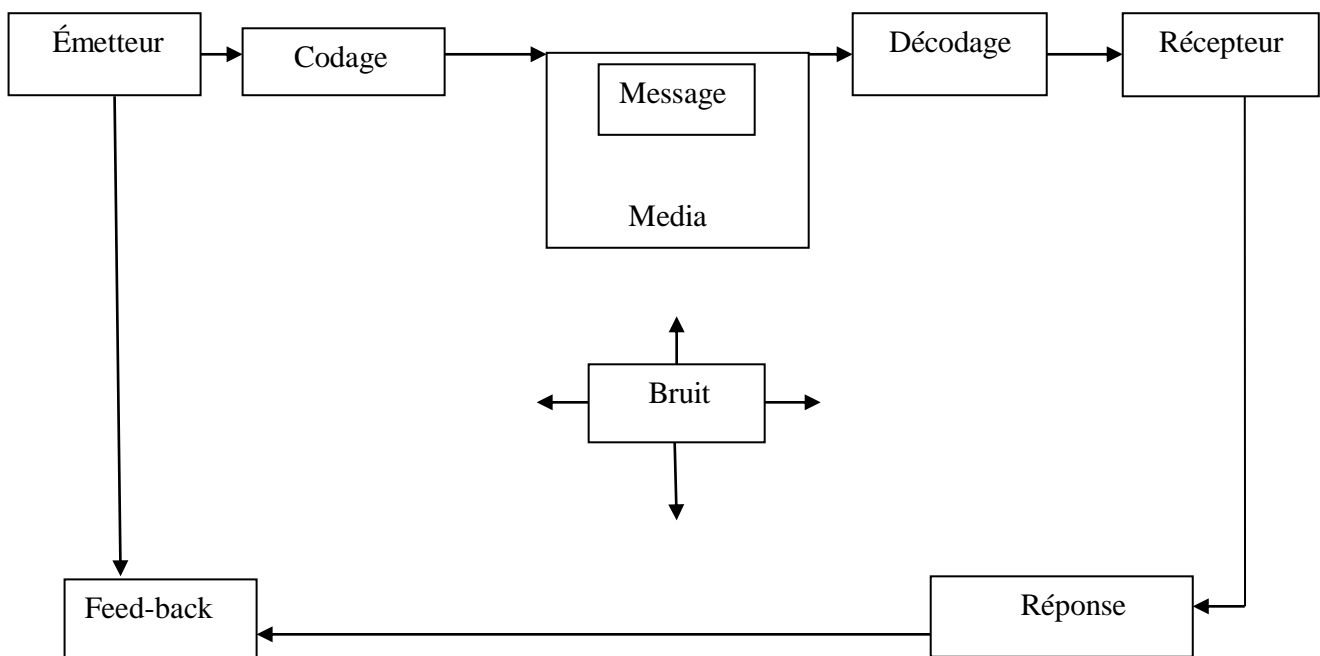 Émetteur
Codage
Message
Media
Décodage
Récepteur
Bruit
Feed-back
Réponse